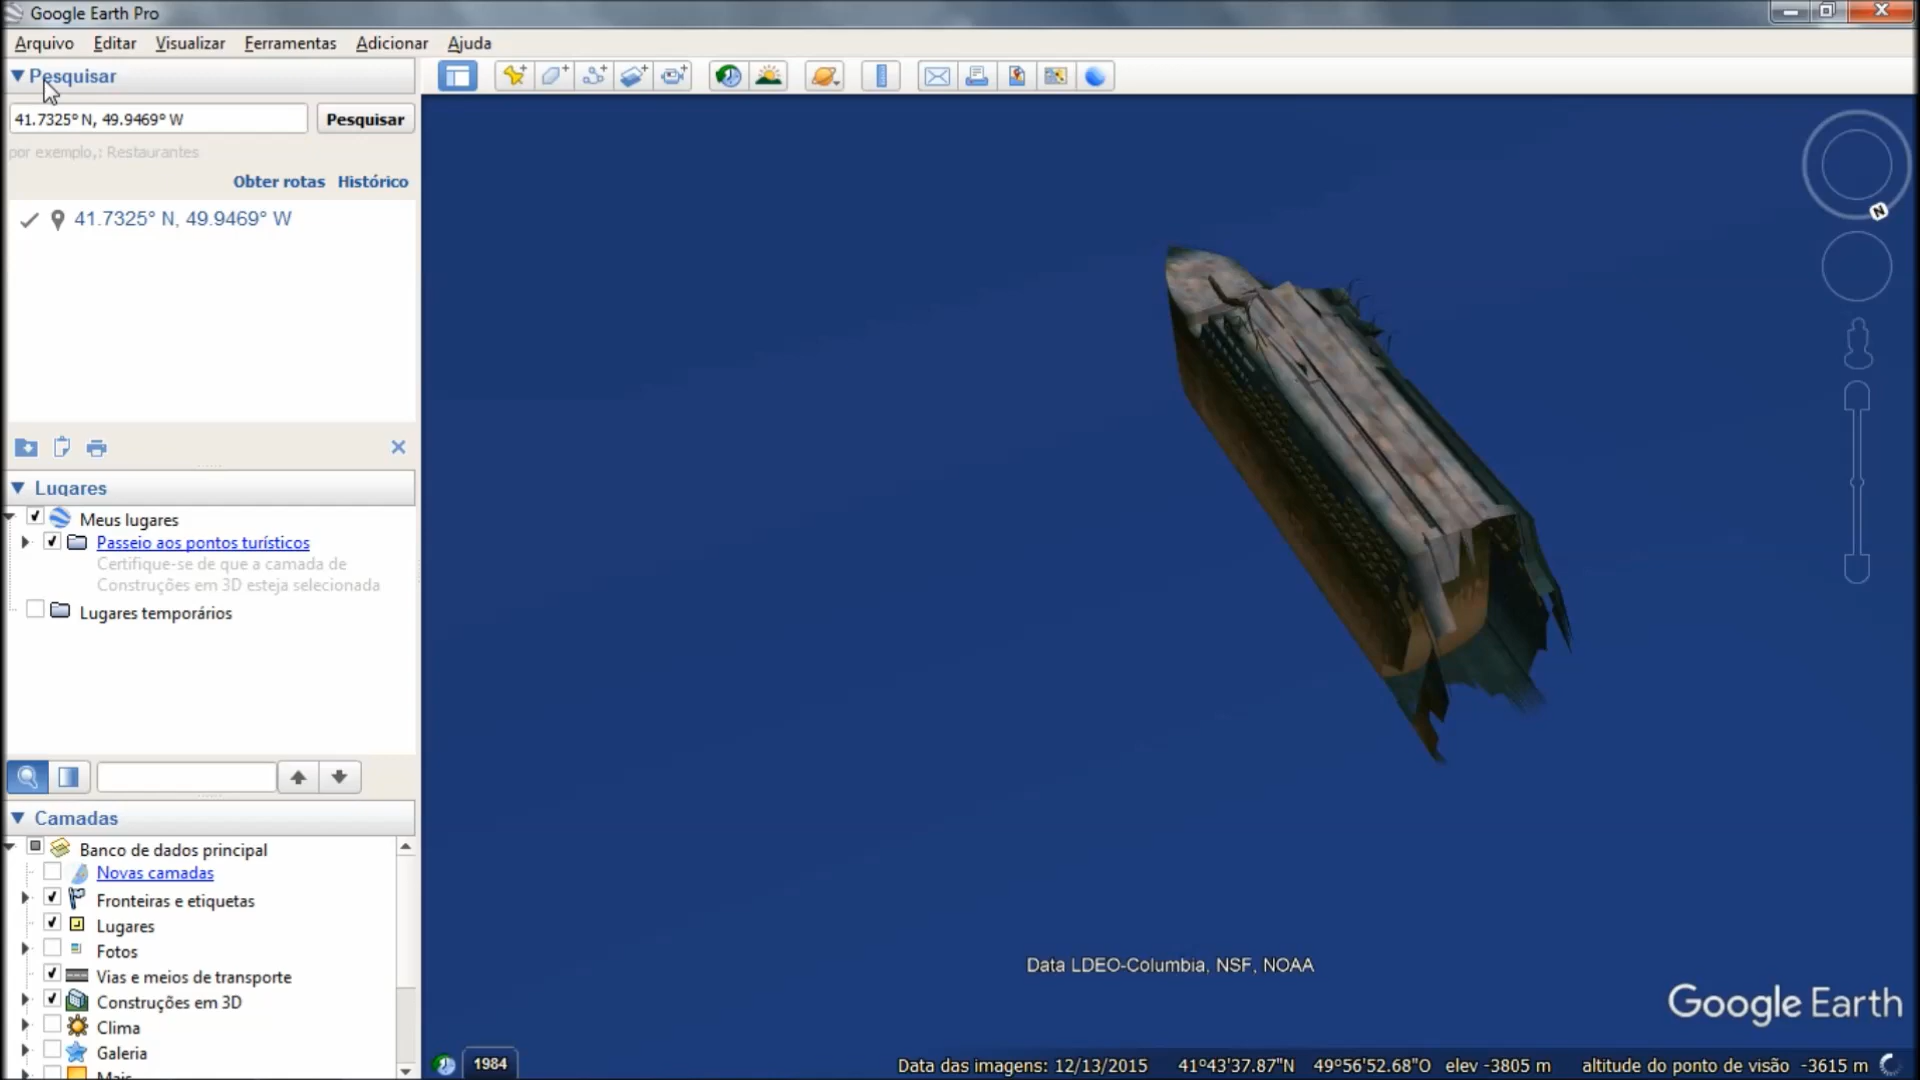 Google Earth Pro
Arquivo Editar Visualizar Ferramentas Adicionar Ajuda
Pesquisar
41.7325° N, 49.9469° W
Pesquisar
por exemplo,: Restaurantes
Obter rotas Histórico
41.7325° N, 49.9469° W
Lugares
Meus lugares
Passeio aos pontos turísticos
Certifique-se de que a camada de
Construções em 3D esteja selecionada
Lugares temporários
Camadas
Banco de dados principal
Novas camadas
Fronteiras e etiquetas
Lugares
Fotos
Vias e meios de transporte
Construções em 3D
Clima
Galeria
Mais
N
Data LDEO-Columbia, NSF, NOAA
Google Earth
1984
Data das imagens: 12/13/2015 41°43'37.87"N 49°56'52.68"O elev -3805 m altitude do ponto de visão -3615 m